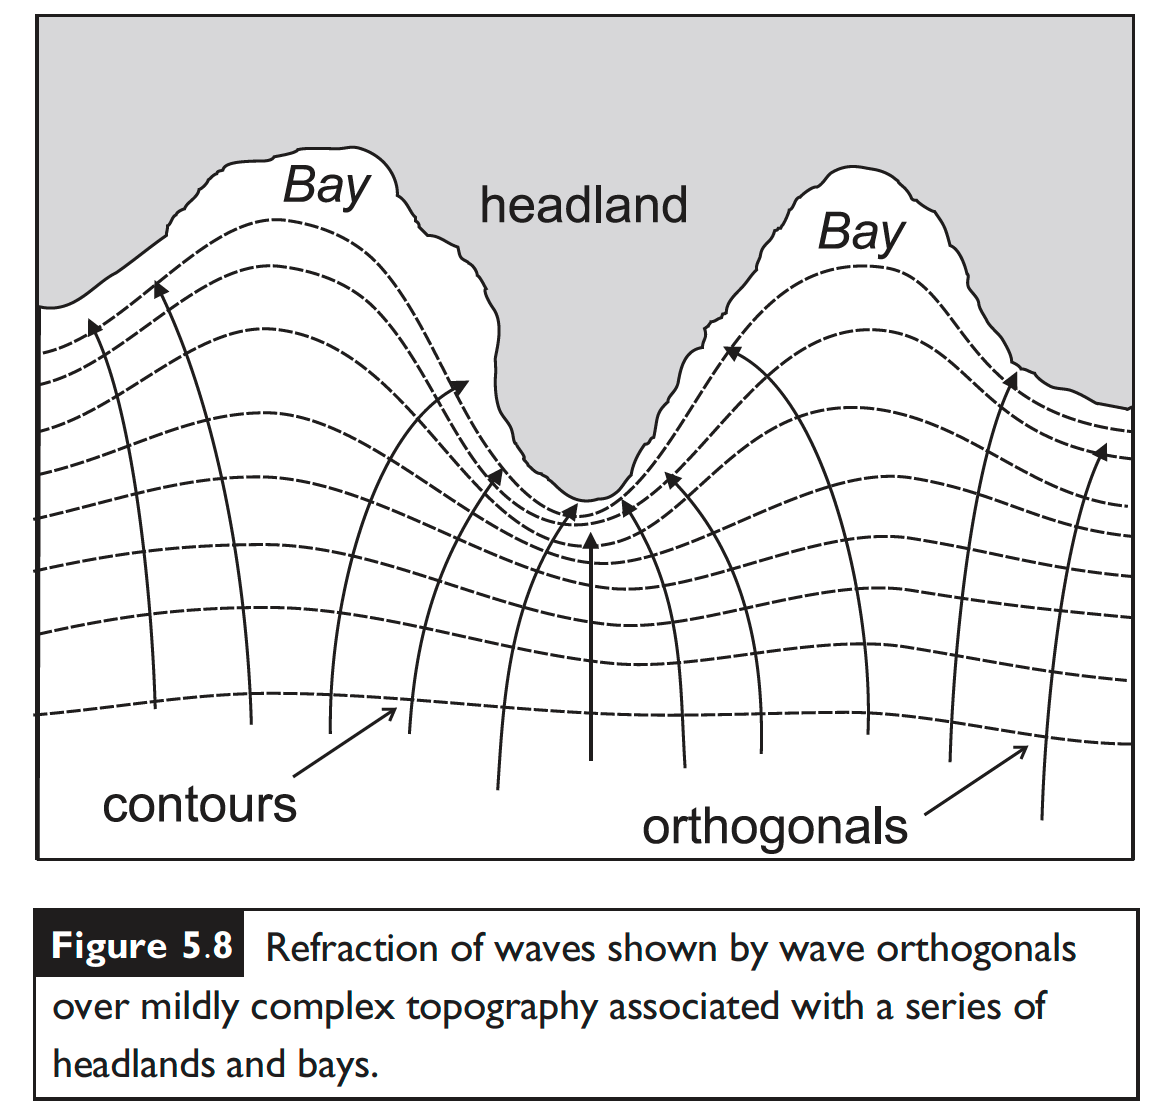 Bay
headland
Bay
contours
orthogonals
Figure 5.8 Refraction of waves shown by wave orthogonals
over mildly complex topography associated with a series of
headlands and bays.